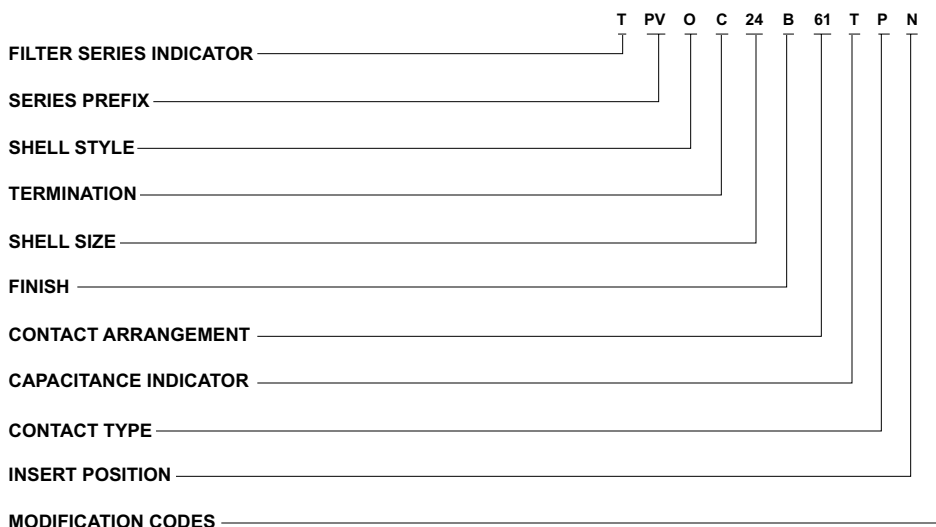 T PV O C 24 B 61 T P N
FILTER SERIES INDICATOR
SERIES PREFIX
SHELL STYLE
TERMINATION
SHELL SIZE
FINISH
CONTACT ARRANGEMENT
CAPACITANCE INDICATOR
CONTACT TYPE
INSERT POSITION
MODIFICATION CODES